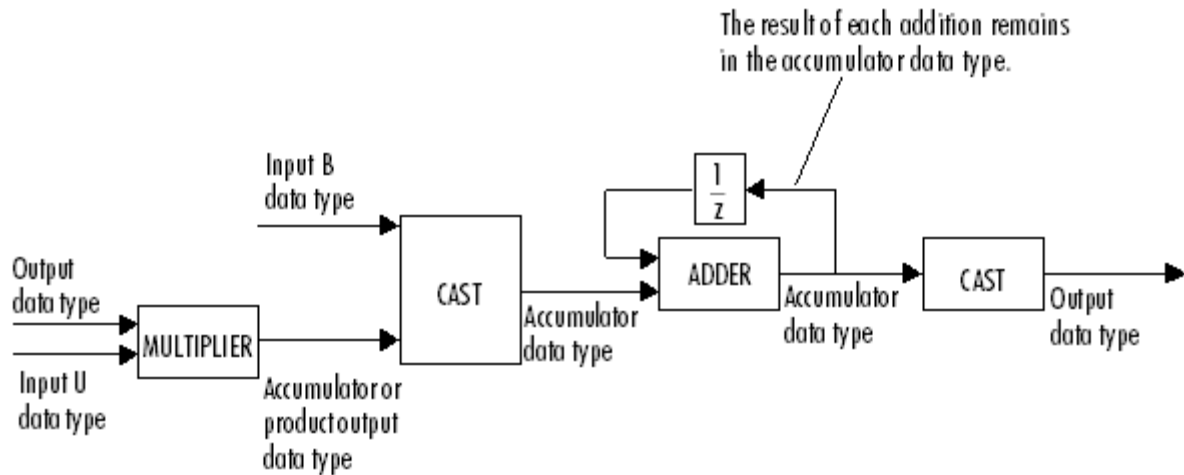 The result of each addition remains
in the accumulator data type.
Input B
data type
1
z
Output
data type
MULTIPLIER
CAST
ADDER
CAST
Accumulator
data type
Accumulator
data type
Output
data type
Input U
data type
Accumulator or
product output
data type